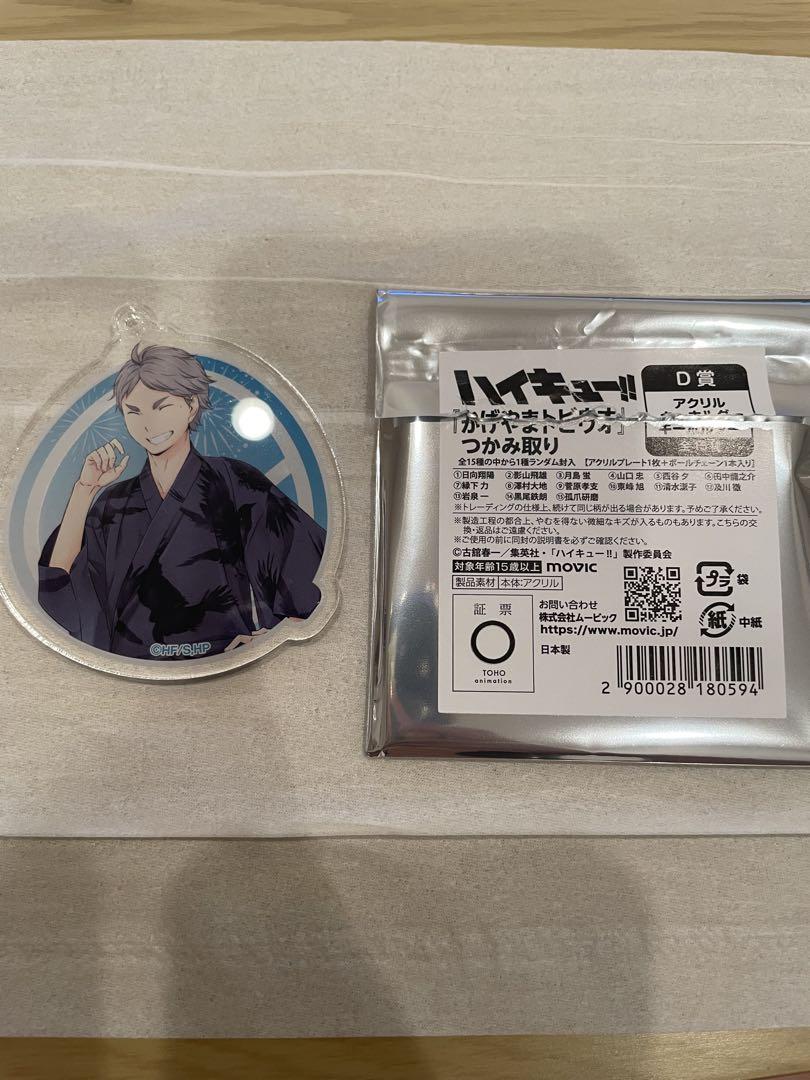 ©HF/S,HP
ハイキュー!!
『かげやまトビウオ』
つかみ取り
D賞
アクリル
全15種の中から1種ランダム封入 【アクリルプレート1枚+ボールチェーン1本入り】
①日向翔陽 ②影山飛雄 ③月島蛍 ④山口忠 ⑤西谷夕 ⑥田中龍之介
⑦縁下力 ⑧澤村大地 ⑨菅原孝支 ⑩東峰旭 ⑪清水潔子 ⑫及川徹
⑬岩泉一 ⑭黒尾鉄朗 ⑮孤爪研磨
※トレーディングの仕様上、続けて同じ柄が出る場合があります。予めご了承ください。
※製造工程の都合上、やむを得ない微細なキズが入るものもあります。こちらの交
換・返品はご遠慮ください。
※ご使用の前に同封の説明書を必ずご確認ください。
©古舘春一/集英社・「ハイキュー!!」製作委員会
対象年齢15歳以上 movic
製品素材 本体:アクリル
プラ 袋
紙 中紙
証票
TOHO
animation
お問い合わせ
株式会社ムービック
https://www.movic.jp/
日本製
2 900028 180594